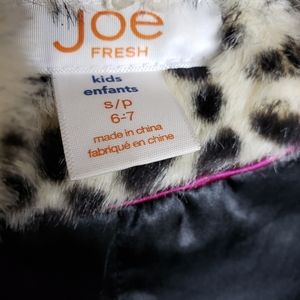 Joe
FRESH
kids
enfants
s/p
6-7
made in china
fabriqué en chine